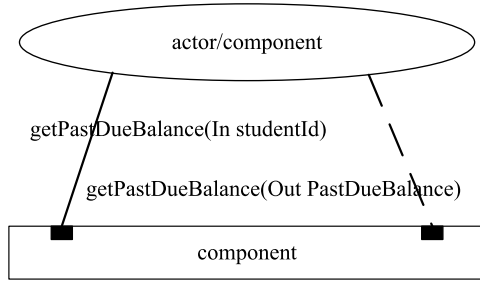 actor/component
getPastDueBalance(In studentId)
getPastDueBalance(Out PastDueBalance)
component